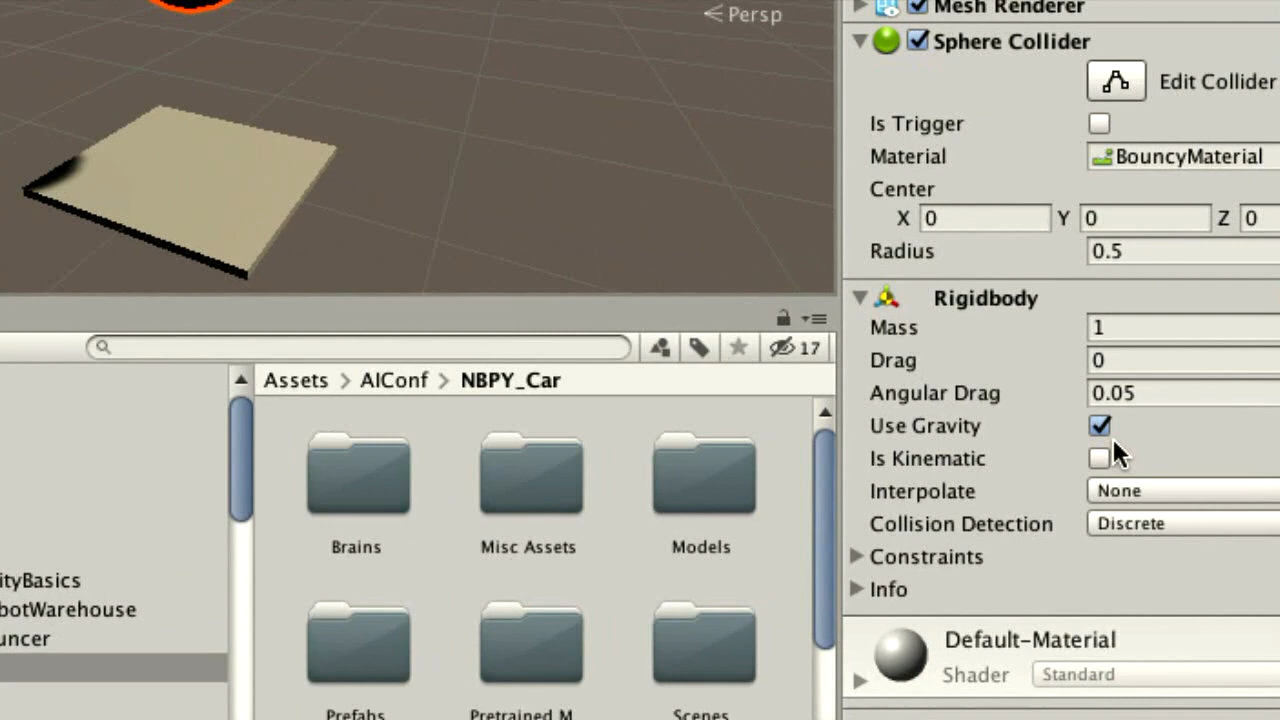 Mesh Renderer
Persp
Sphere Collider
Edit Collider
Is Trigger
Material BouncyMaterial
Center
X 0 Y 0 Z 0
Radius 0.5
Rigidbody
Mass 1
Drag 0
Angular Drag 0.05
Use Gravity
Is Kinematic
Interpolate None
Collision Detection Discrete
Constraints
Info
Default-Material
Shader Standard
17
Assets > AIConf > NBPY_Car
Brains Misc Assets Models
Prefabs Pretrained M Scenes
ityBasics
botWarehouse
uncer